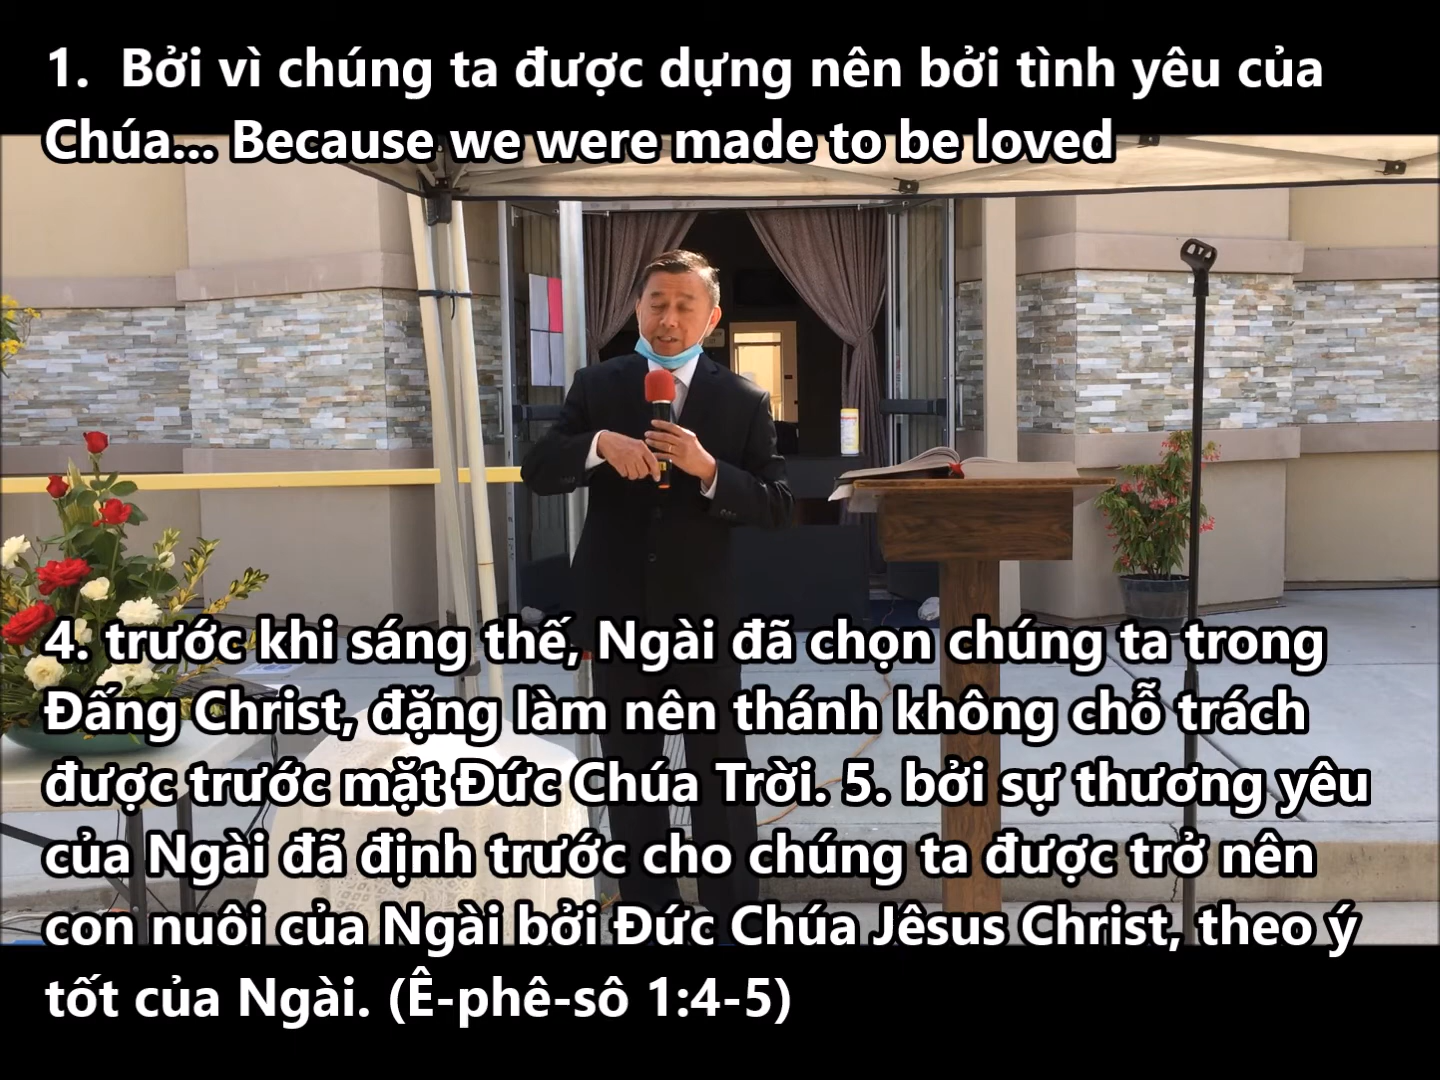 1.  Bởi vì chúng ta được dựng nên bởi tình yêu của
Chúa... Because we were made to be loved
4. trước khi sáng thế, Ngài đã chọn chúng ta trong
Đấng Christ, đặng làm nên thánh không chỗ trách
được trước mặt Đức Chúa Trời. 5. bởi sự thương yêu
của Ngài đã định trước cho chúng ta được trở nên
con nuôi của Ngài bởi Đức Chúa Jêsus Christ, theo ý
tốt của Ngài. (Ê-phê-sô 1:4-5)